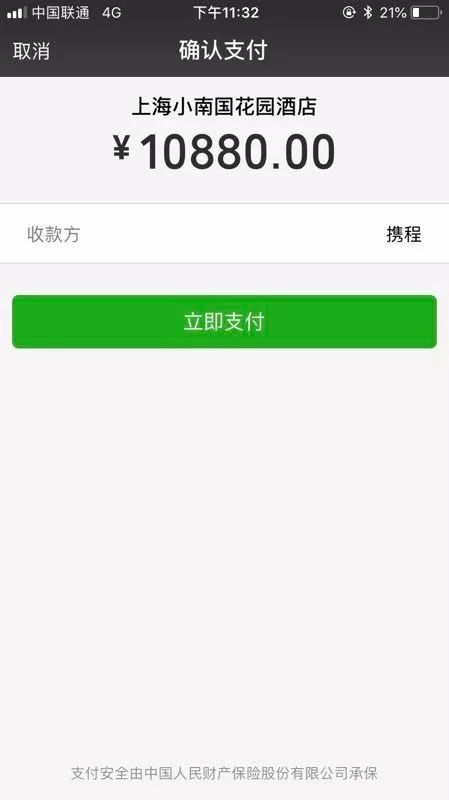 中国联通 4G 下午11:32 21%
取消 确认支付
上海小南国花园酒店
¥10880.00
收款方 携程
立即支付
支付安全由中国人民财产保险股份有限公司承保